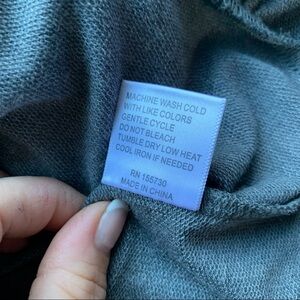 MACHINE WASH COLD
WITH LIKE COLORS
GENTLE CYCLE
DO NOT BLEACH
TUMBLE DRY LOW HEAT
COOL IRON IF NEEDED
RN 155730
MADE IN CHINA